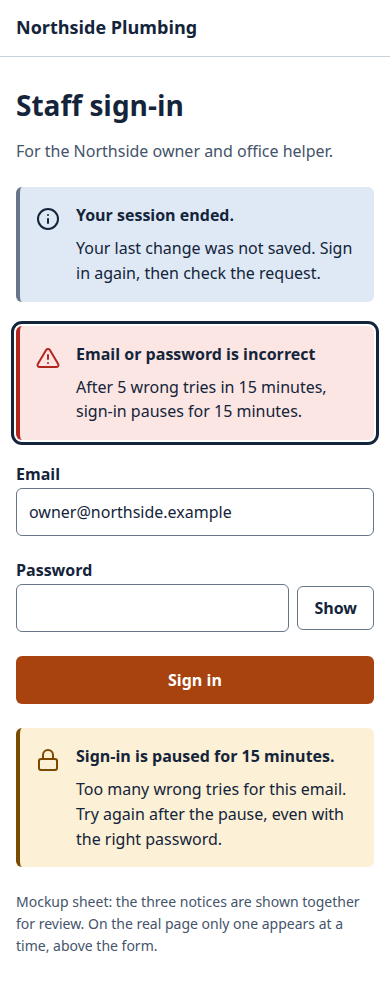 Northside Plumbing
Staff sign-in
For the Northside owner and office helper.
Your session ended.
Your last change was not saved. Sign
in again, then check the request.
Email or password is incorrect
After 5 wrong tries in 15 minutes,
sign-in pauses for 15 minutes.
Email
owner@northside.example
Password
Show
Sign in
Sign-in is paused for 15 minutes.
Too many wrong tries for this email.
Try again after the pause, even with
the right password.
Mockup sheet: the three notices are shown together
for review. On the real page only one appears at a
time, above the form.